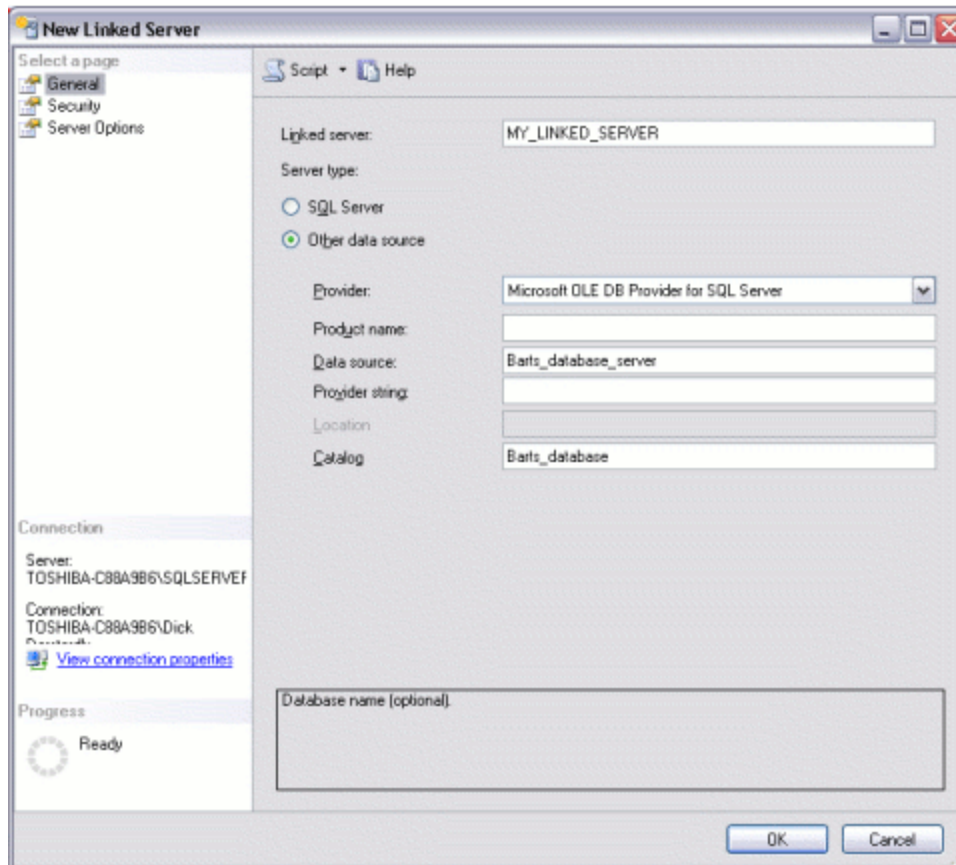 New Linked Server
Select a page
General
Security
Server Options
Script
Help
Linked server:
MY_LINKED_SERVER
Server type:
SQL Server
Other data source
Provider:
Microsoft OLE DB Provider for SQL Server
Product name:
Data source:
Barts_database_server
Provider string:
Location
Catalog
Barts_database
Connection
Server:
TOSHIBA-C88A9B6\SQLSERVER
Connection:
TOSHIBA-C88A9B6\Dick
View connection properties
Progress
Ready
Database name (optional).
OK
Cancel